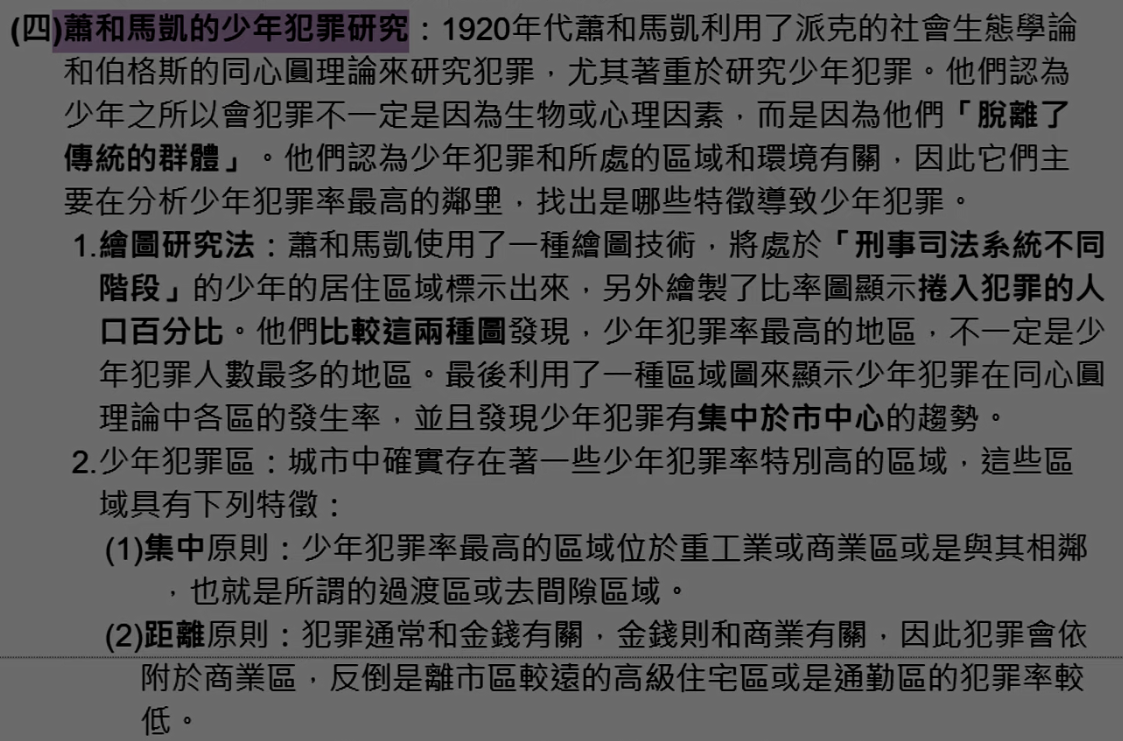 (四)蕭和馬凱的少年犯罪研究：1920年代蕭和馬凱利用了派克的社會生態學論
和伯格斯的同心圓理論來研究犯罪，尤其著重於研究少年犯罪。他們認為
少年之所以會犯罪不一定是因為生物或心理因素，而是因為他們「脫離了
傳統的群體」。他們認為少年犯罪和所處的區域和環境有關，因此它們主
要在分析少年犯罪率最高的鄰里，找出是哪些特徵導致少年犯罪。
1.繪圖研究法：蕭和馬凱使用了一種繪圖技術，將處於「刑事司法系統不同
階段」的少年的居住區域標示出來，另外繪製了比率圖顯示捲入犯罪的人
口百分比。他們比較這兩種圖發現，少年犯罪率最高的地區，不一定是少
年犯罪人數最多的地區。最後利用了一種區域圖來顯示少年犯罪在同心圓
理論中各區的發生率，並且發現少年犯罪有集中於市中心的趨勢。
2.少年犯罪區：城市中確實存在著一些少年犯罪率特別高的區域，這些區
域具有下列特徵：
(1)集中原則：少年犯罪率最高的區域位於重工業或商業區或是與其相鄰
，也就是所謂的過渡區或去間隙區域。
(2)距離原則：犯罪通常和金錢有關，金錢則和商業有關，因此犯罪會依
附於商業區，反倒是離市區較遠的高級住宅區或是通勤區的犯罪率較
低。